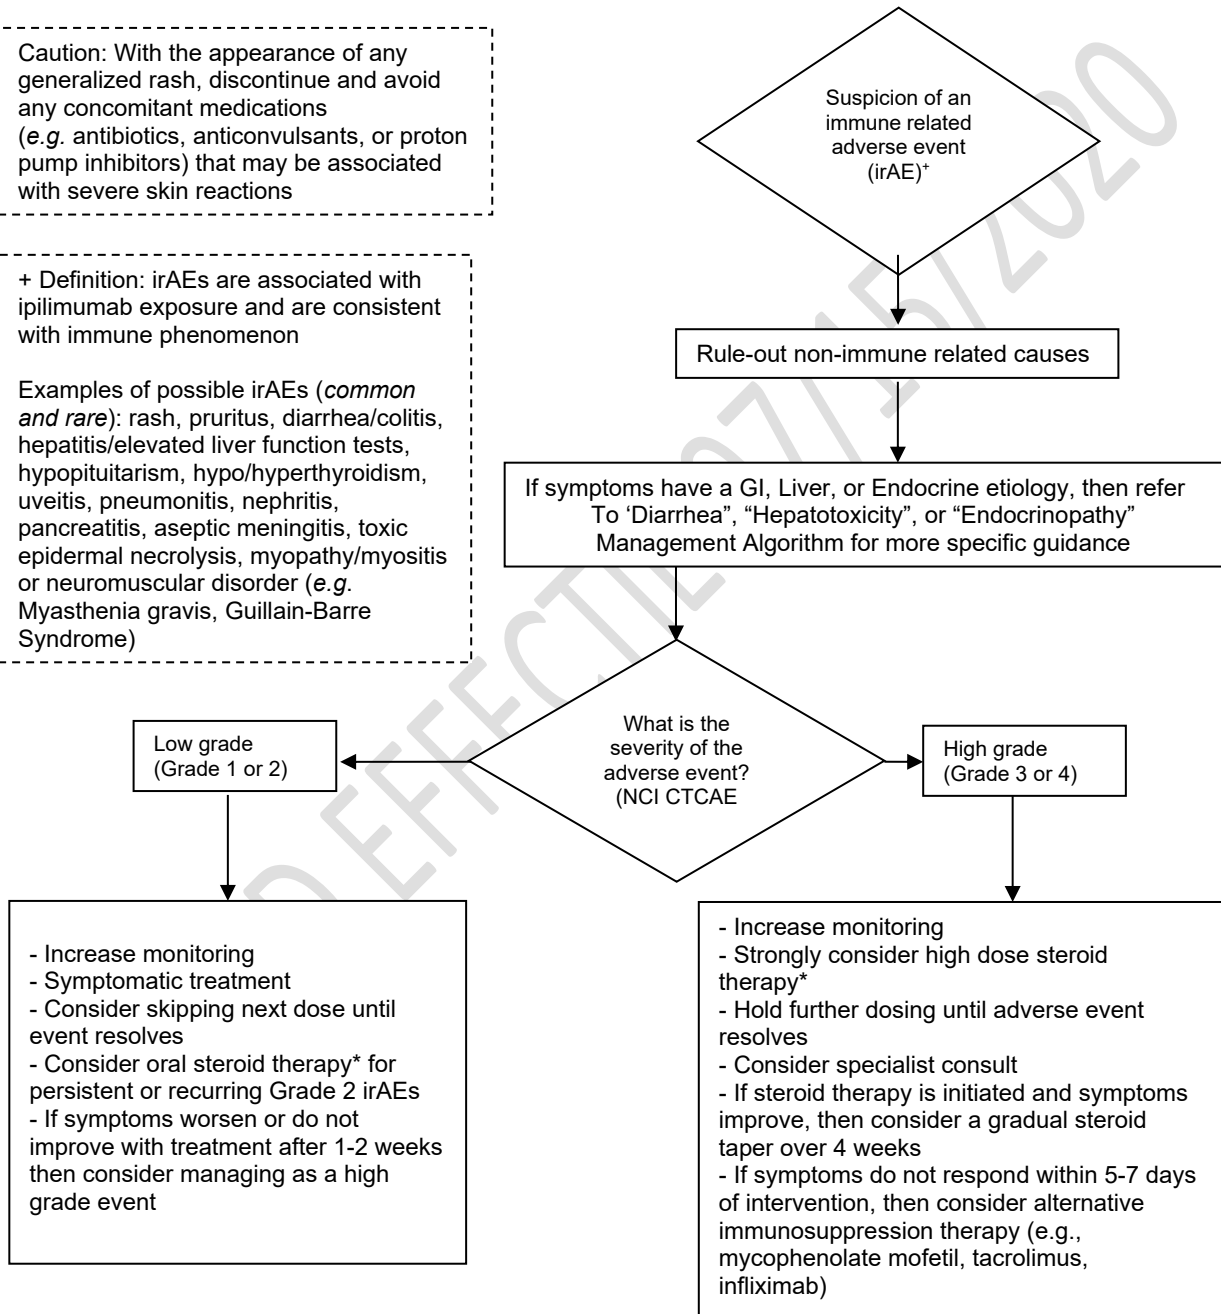 Caution: With the appearance of any
generalized rash, discontinue and avoid
any concomitant medications
(e.g. antibiotics, anticonvulsants, or proton
pump inhibitors) that may be associated
with severe skin reactions
+ Definition: irAEs are associated with
ipilimumab exposure and are consistent
with immune phenomenon
Examples of possible irAEs (common
and rare): rash, pruritus, diarrhea/colitis,
hepatitis/elevated liver function tests,
hypopituitarism, hypo/hyperthyroidism,
uveitis, pneumonitis, nephritis,
pancreatitis, aseptic meningitis, toxic
epidermal necrolysis, myopathy/myositis
or neuromuscular disorder (e.g.
Myasthenia gravis, Guillain-Barre
Syndrome)
Suspicion of an
immune related
adverse event
(irAE)+
Rule-out non-immune related causes
If symptoms have a GI, Liver, or Endocrine etiology, then refer
To ‘Diarrhea”, “Hepatotoxicity”, or “Endocrinopathy”
Management Algorithm for more specific guidance
What is the
severity of the
adverse event?
(NCI CTCAE
Low grade
(Grade 1 or 2)
High grade
(Grade 3 or 4)
- Increase monitoring
- Symptomatic treatment
- Consider skipping next dose until
event resolves
- Consider oral steroid therapy* for
persistent or recurring Grade 2 irAEs
- If symptoms worsen or do not
improve with treatment after 1-2 weeks
then consider managing as a high
grade event
- Increase monitoring
- Strongly consider high dose steroid
therapy*
- Hold further dosing until adverse event
resolves
- Consider specialist consult
- If steroid therapy is initiated and symptoms
improve, then consider a gradual steroid
taper over 4 weeks
- If symptoms do not respond within 5-7 days
of intervention, then consider alternative
immunosuppression therapy (e.g.,
mycophenolate mofetil, tacrolimus,
infliximab)